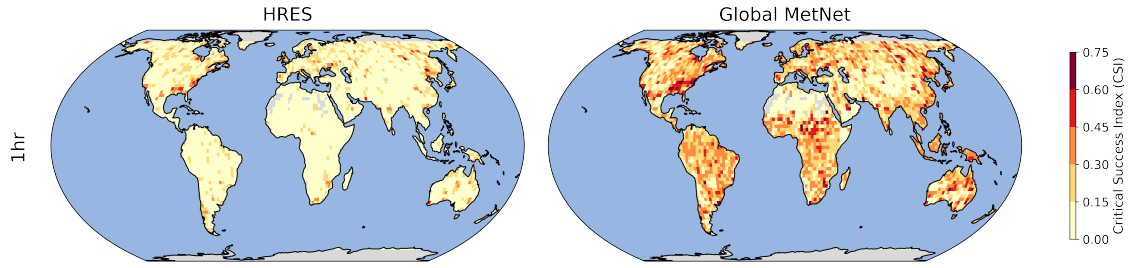 HRES
Global MetNet
1hr
0.75
0.60
0.45
0.30
0.15
0.00
Critical Success Index (CSI)